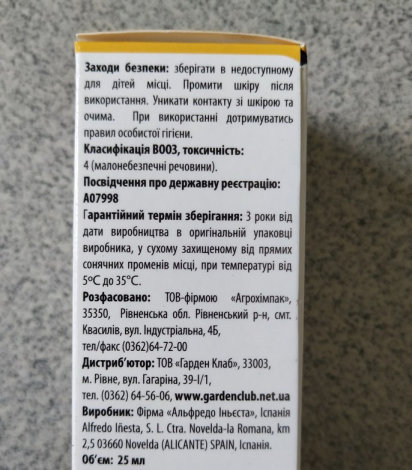 Заходи безпеки: зберігати в недоступному
для дітей місці. Промити шкіру після
використання. Уникати контакту зі шкірою та
очима. При використанні дотримуватись
правил особистої гігієни.
Класифікація ВООЗ, токсичність:
4 (малонебезпечні речовини).
Посвідчення про державну реєстрацію:
А07998
Гарантійний термін зберігання: 3 роки від
дати виробництва в оригінальній упаковці
виробника, у сухому захищеному від прямих
сонячних променів місці, при температурі від
5ºС до 35°С.
Розфасовано: ТОВ-фірмою «Агрохімпак»,
35350, Рівненська обл. Рівненський р-н, смт.
Квасилів, вул. Індустріальна, 4Б,
тел/факс (0362)64-72-00
Дистриб’ютор: ТОВ «Гарден Клаб», 33003,
м. Рівне, вул. Гагаріна, 39-І/1,
тел. (0362) 64-56-06, www.gardenclub.net.ua
Виробник: Фірма «Альфредо Іньєста», Іспанія
Alfredo Iñesta, S. L. Ctra. Novelda-la Romana, km
2,5 03660 Novelda (ALICANTE) SPAIN, Іспанія.
Об’єм: 25 мл